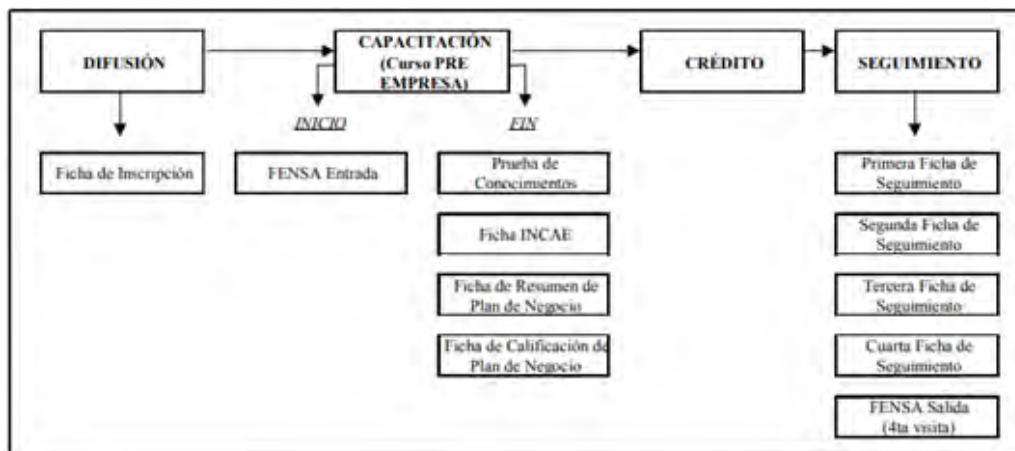 DIFUSIÓN
CAPACITACIÓN
(Curso PRE
EMPRESA)
CRÉDITO
SEGUIMIENTO
INICIO
FIN
Ficha de Inscripción
FENSA Entrada
Prueba de
Conocimientos
Ficha INCAE
Ficha de Resumen de
Plan de Negocio
Ficha de Calificación de
Plan de Negocio
Primera Ficha de
Seguimiento
Segunda Ficha de
Seguimiento
Tercera Ficha de
Seguimiento
Cuarta Ficha de
Seguimiento
FENSA Salida
(4ta visita)